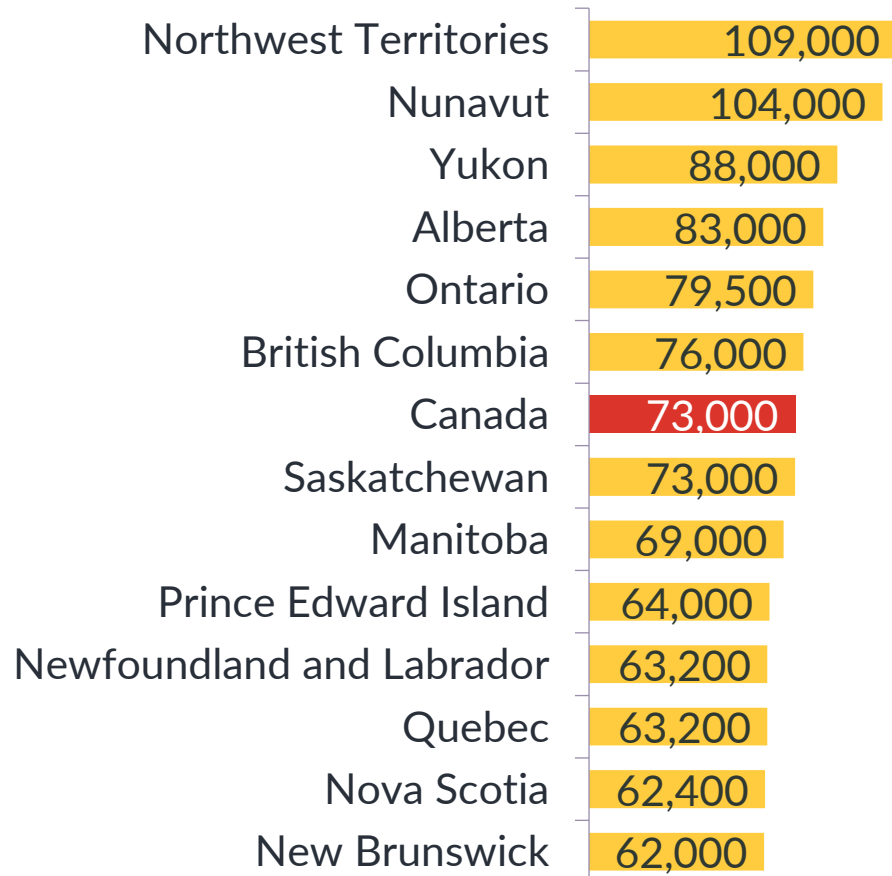 Northwest Territories 109,000
Nunavut 104,000
Yukon 88,000
Alberta 83,000
Ontario 79,500
British Columbia 76,000
Canada 73,000
Saskatchewan 73,000
Manitoba 69,000
Prince Edward Island 64,000
Newfoundland and Labrador 63,200
Quebec 63,200
Nova Scotia 62,400
New Brunswick 62,000